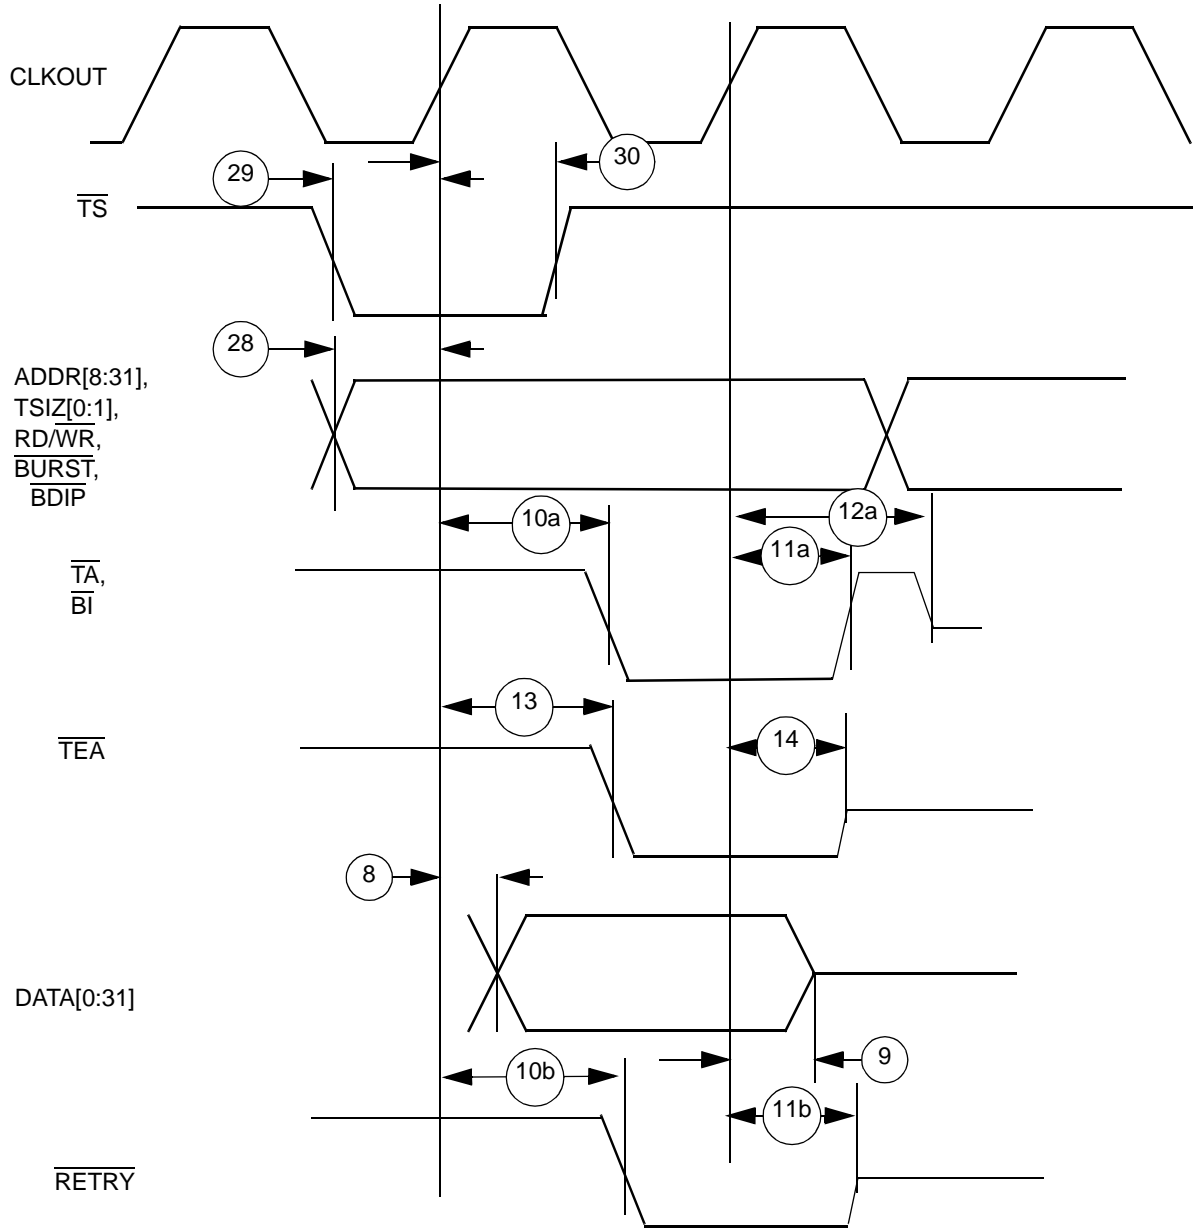 CLKOUT
30
29
TS
28
ADDR[8:31],
TSIZ[0:1],
RD/WR,
BURST,
BDIP
10a
12a
11a
TA,
BI
13
14
TEA
8
DATA[0:31]
9
10b
11b
RETRY